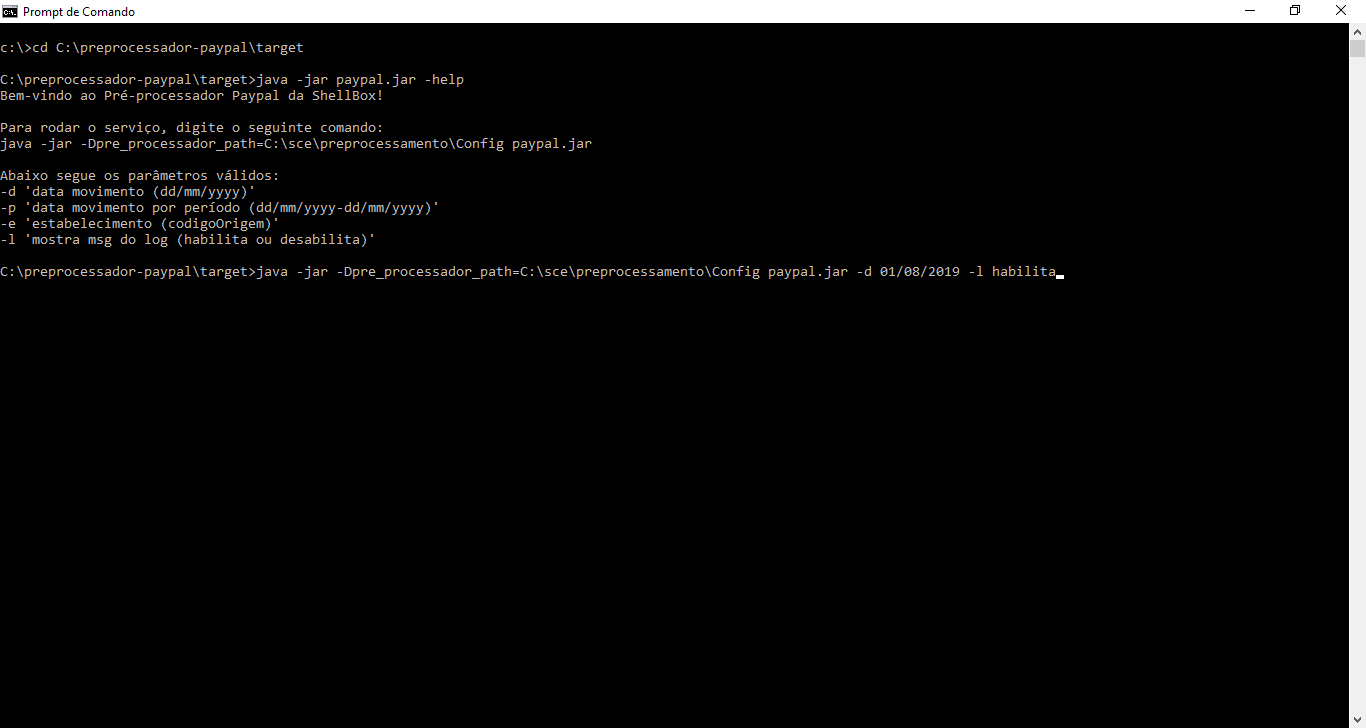 Prompt de Comando
c:\>cd C:\preprocessador-paypal\target
C:\preprocessador-paypal\target>java -jar paypal.jar -help
Bem-vindo ao Pré-processador Paypal da ShellBox!
Para rodar o serviço, digite o seguinte comando:
java -jar -Dpre_processador_path=C:\sce\preprocessamento\Config paypal.jar
Abaixo segue os parâmetros válidos:
-d 'data movimento (dd/mm/yyyy)'
-p 'data movimento por período (dd/mm/yyyy-dd/mm/yyyy)'
-e 'estabelecimento (codigoOrigem)'
-l 'mostra msg do log (habilita ou desabilita)'
C:\preprocessador-paypal\target>java -jar -Dpre_processador_path=C:\sce\preprocessamento\Config paypal.jar -d 01/08/2019 -l habilita